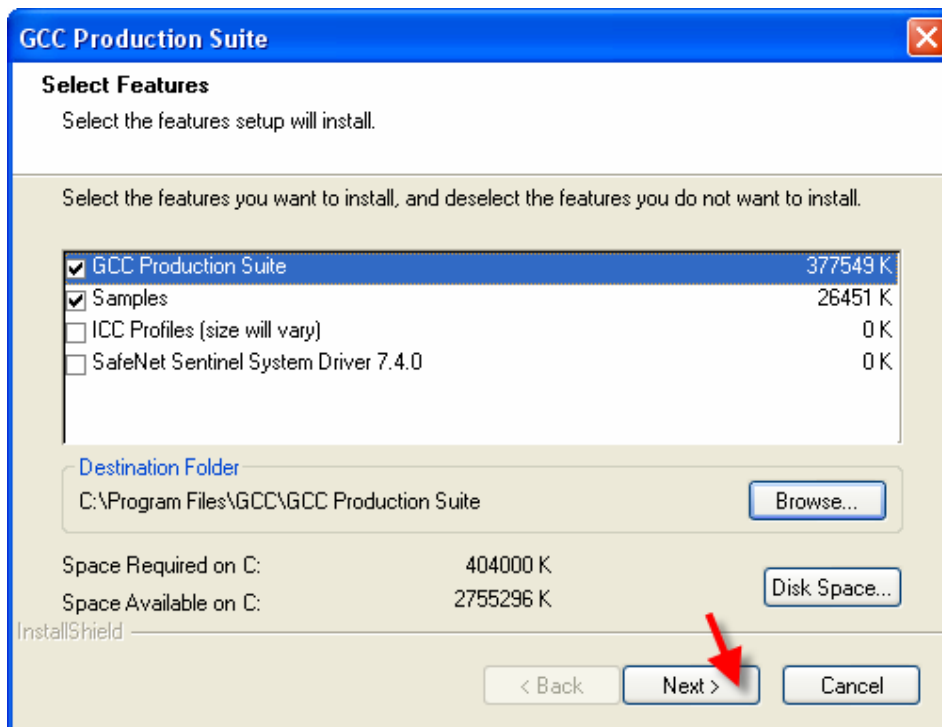 GCC Production Suite
Select Features
Select the features setup will install.
Select the features you want to install, and deselect the features you do not want to install.
GCC Production Suite 377549 K
Samples 26451 K
ICC Profiles (size will vary) 0 K
SafeNet Sentinel System Driver 7.4.0 0 K
Destination Folder
C:\Program Files\GCC\GCC Production Suite Browse...
Space Required on C: 404000 K
Space Available on C: 2755296 K
Disk Space...
InstallShield
< Back Next > Cancel